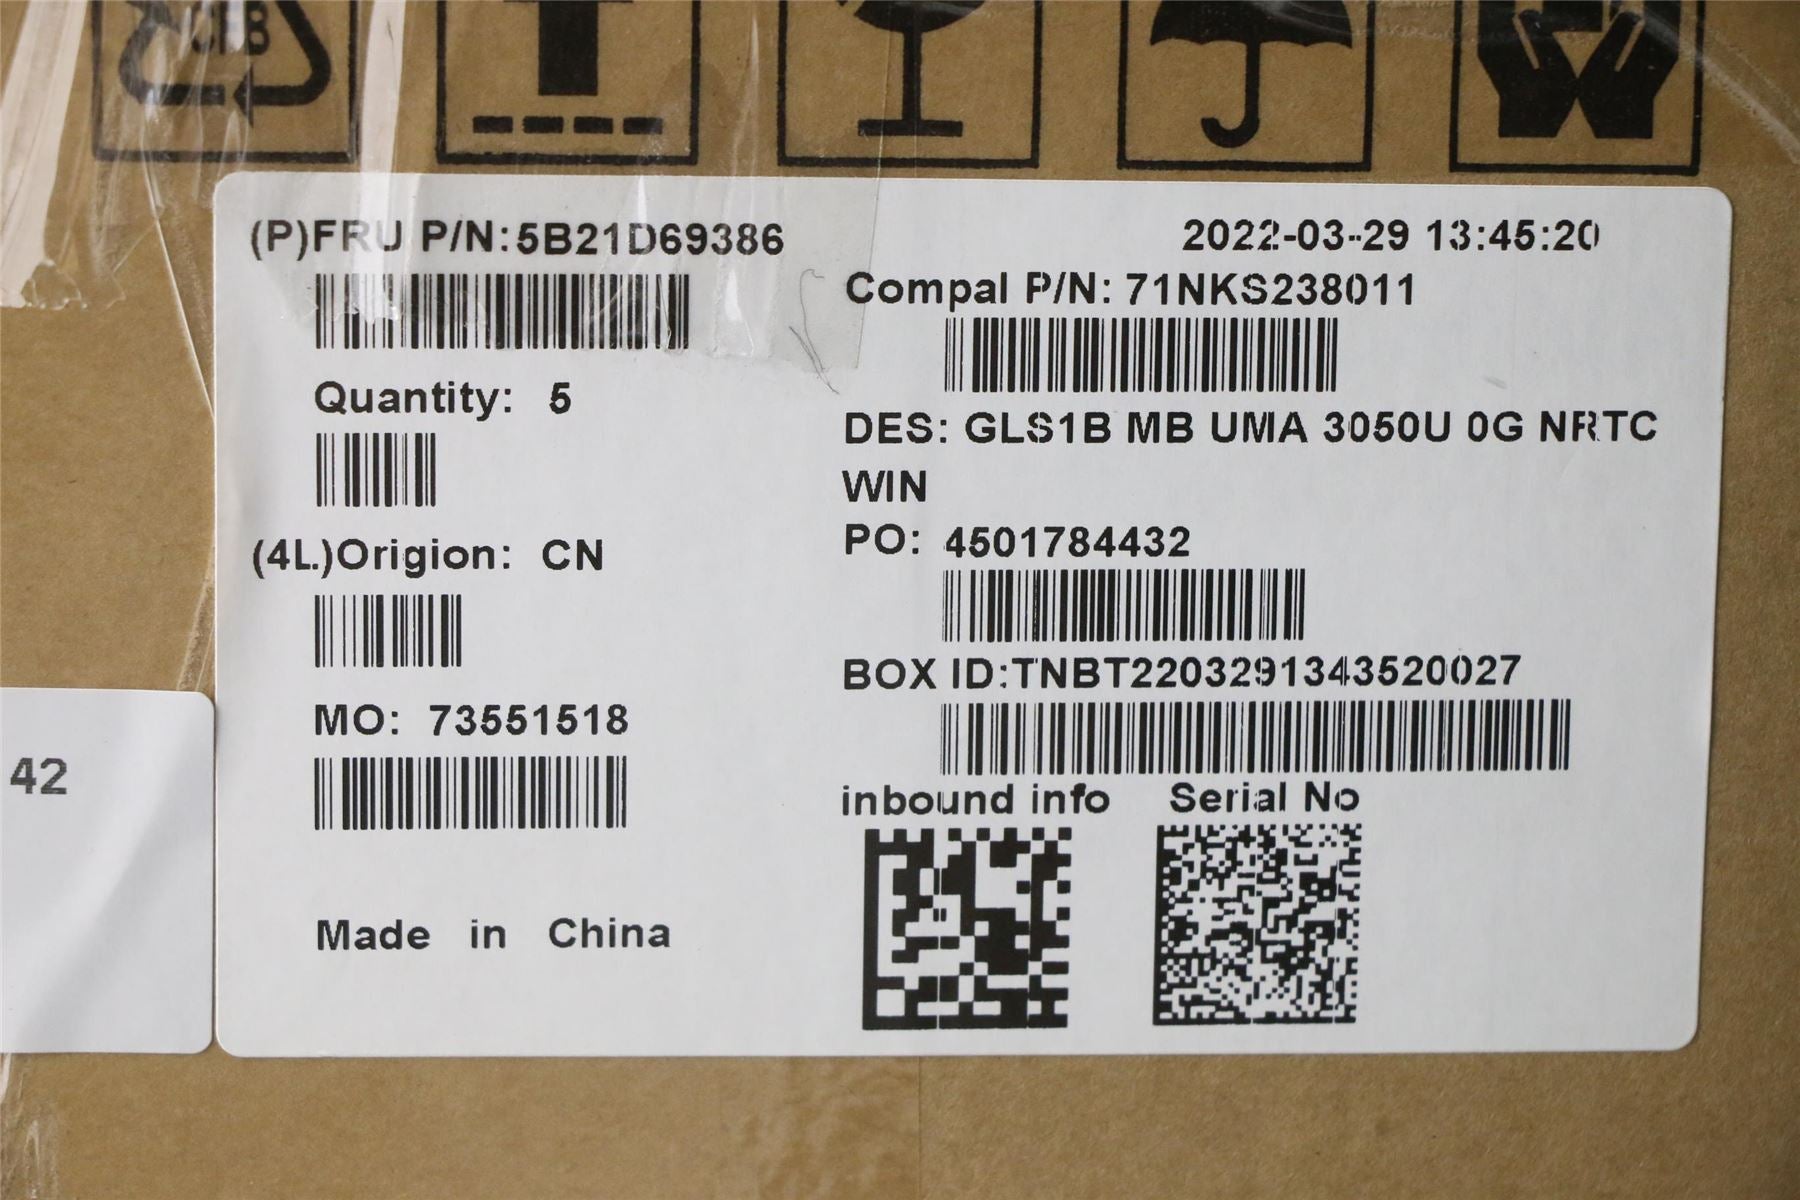 CFB
(P)FRU P/N:5B21D69386
2022-03-29 13:45:20
Compal P/N: 71NKS238011
Quantity: 5
DES: GLS1B MB UMA 3050U 0G NRTC
WIN
(4L)Origion: CN
PO: 4501784432
BOX ID:TNBT2203291343520027
MO: 73551518
42
inbound info
Serial No
Made in China